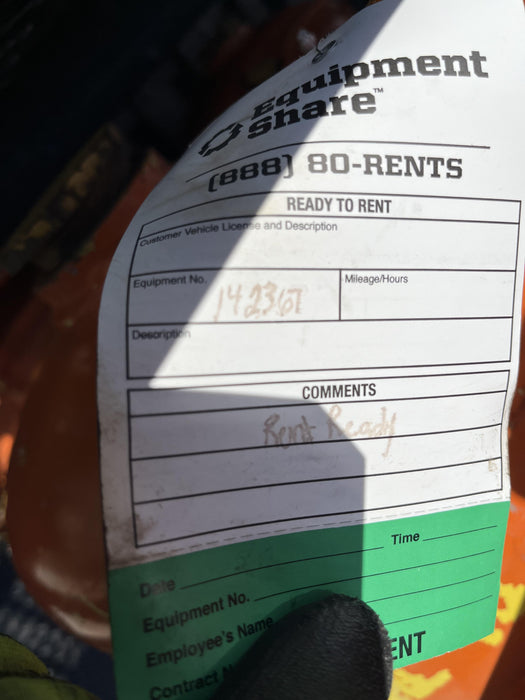 Equipment
Share™
(888) 80-RENTS
READY TO RENT
Customer Vehicle License and Description
Equipment No.
Mileage/Hours
Description
COMMENTS
Rent Ready
Time
Date
Equipment No.
Employee's Name
Contract
ENT